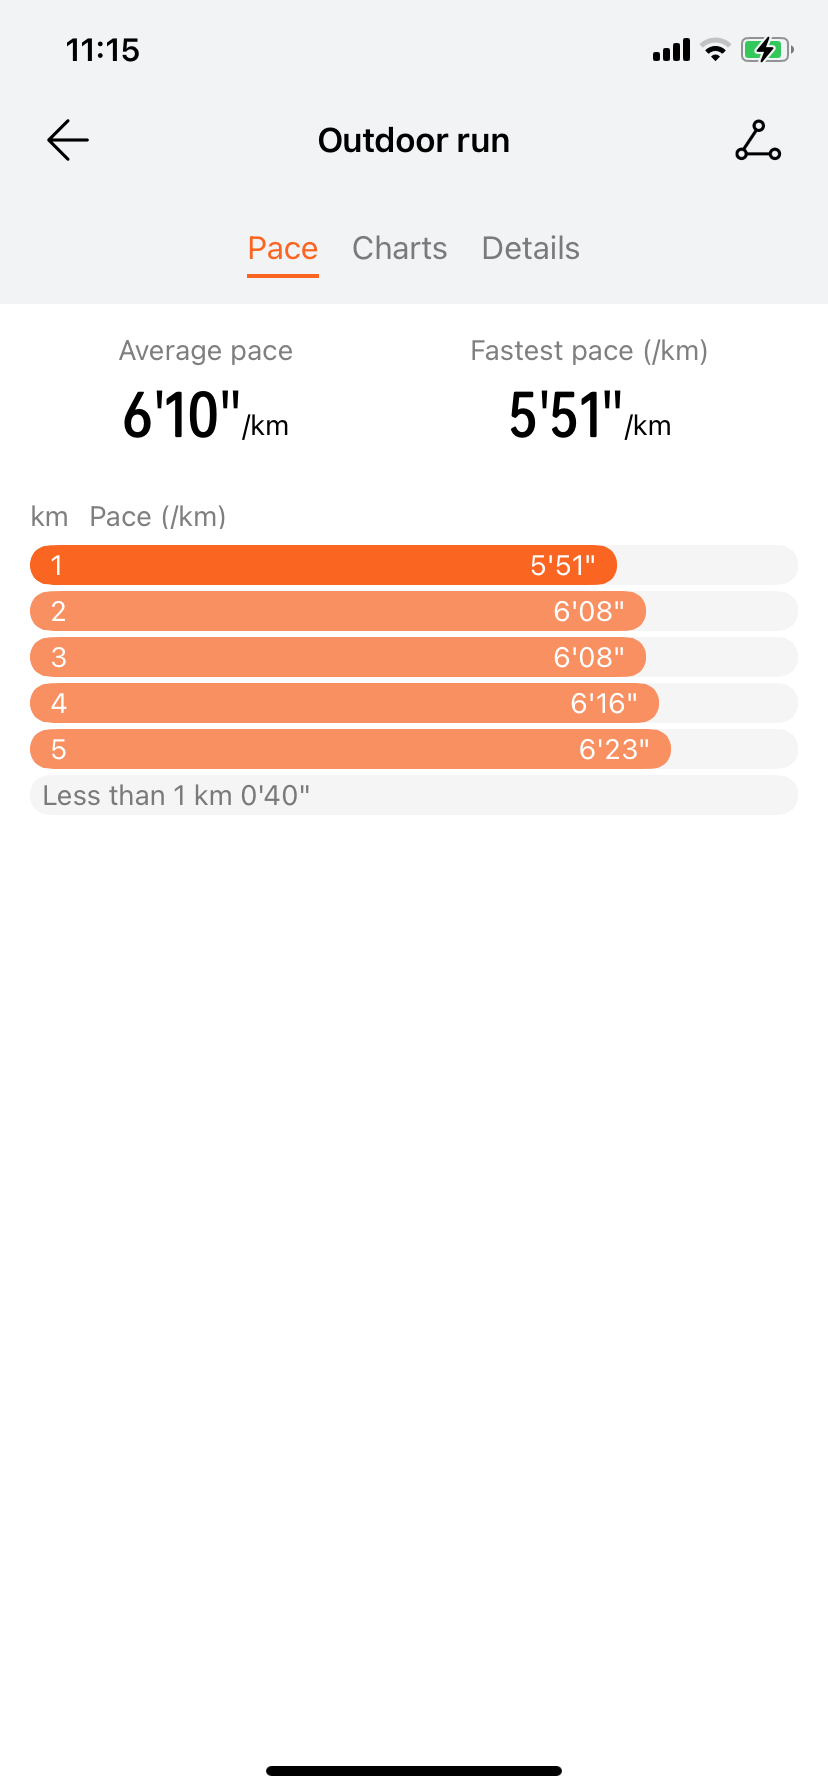 11:15
Outdoor run
Pace Charts Details
Average pace Fastest pace (/km)
6'10"/km 5'51"/km
km Pace (/km)
1 5'51"
2 6'08"
3 6'08"
4 6'16"
5 6'23"
Less than 1 km 0'40"